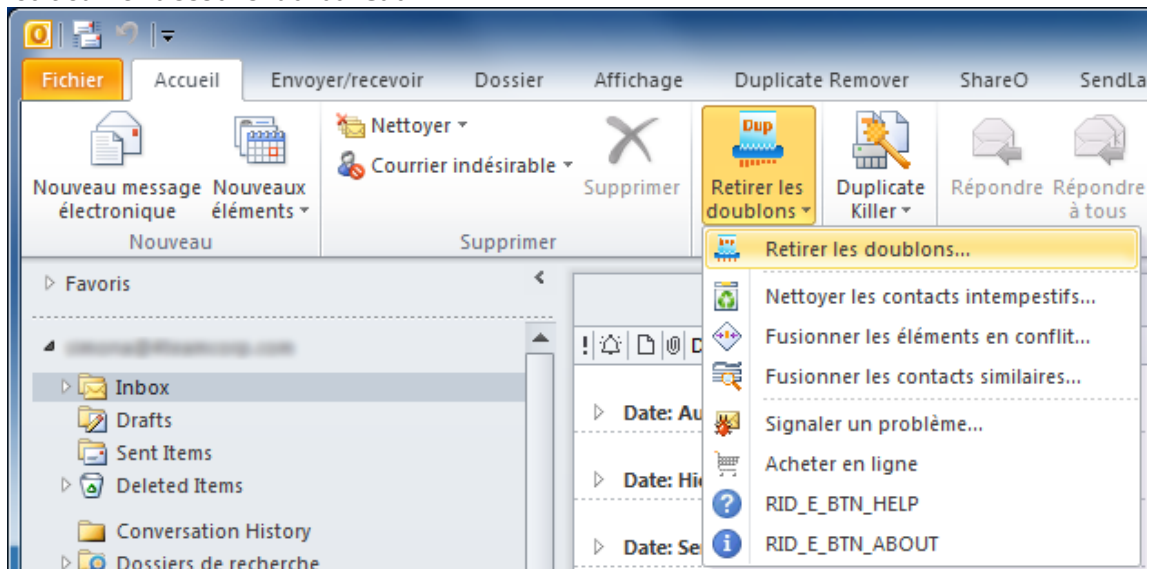 Fichier Accueil Envoyer/recevoir Dossier Affichage Duplicate Remover ShareO SendLa
Nouveau message électronique
Nouveaux éléments
Nouveau
Nettoyer
Courrier indésirable
Supprimer
Supprimer
Dup
Retirer les doublons
Duplicate Killer
Répondre
Répondre à tous
Retirer les doublons...
Nettoyer les contacts intempestifs...
Fusionner les éléments en conflit...
Fusionner les contacts similaires...
Signaler un problème...
Acheter en ligne
RID_E_BTN_HELP
RID_E_BTN_ABOUT
Favoris
Inbox
Drafts
Sent Items
Deleted Items
Conversation History
Dossiers de recherche
! D
Date: Au
Date: Hie
Date: Se